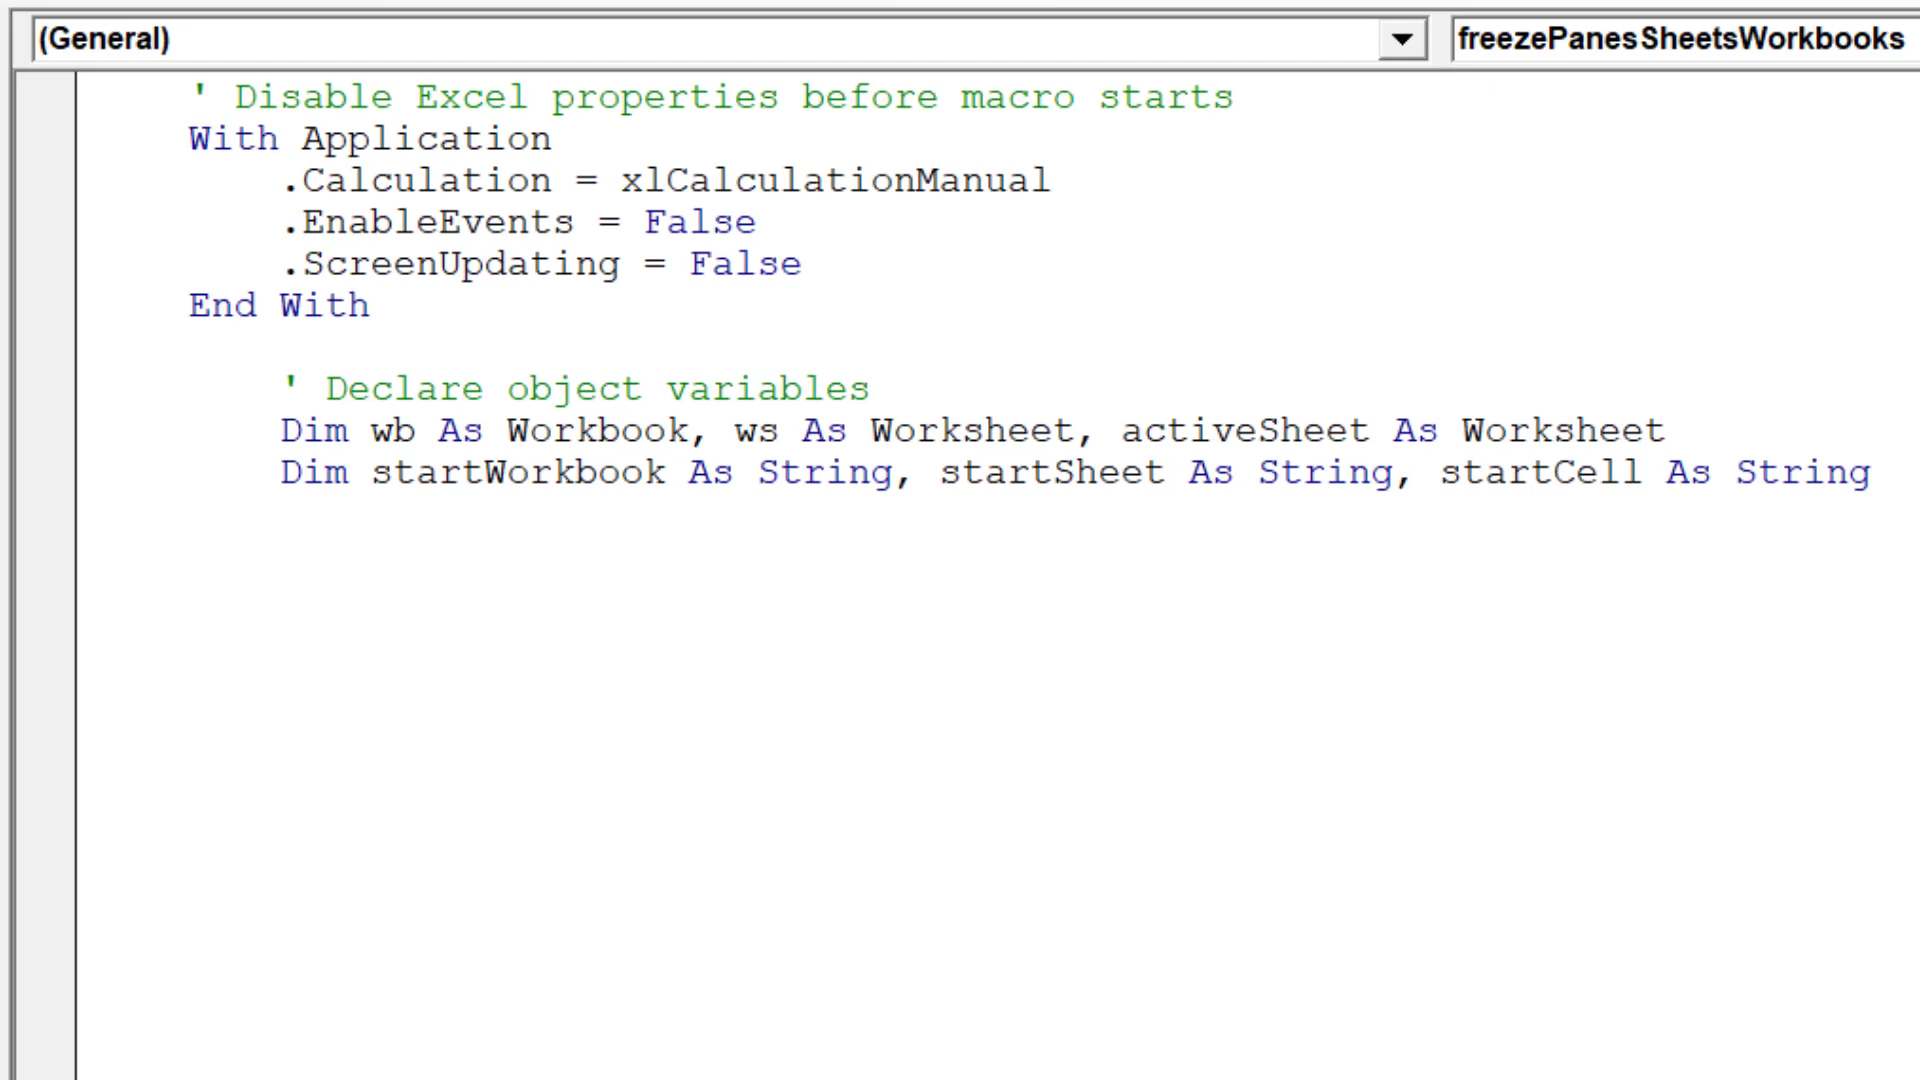 (General)
freezePanesSheetsWorkbooks
' Disable Excel properties before macro starts
With Application
.Calculation = xlCalculationManual
.EnableEvents = False
.ScreenUpdating = False
End With
' Declare object variables
Dim wb As Workbook, ws As Worksheet, activeSheet As Worksheet
Dim startWorkbook As String, startSheet As String, startCell As String